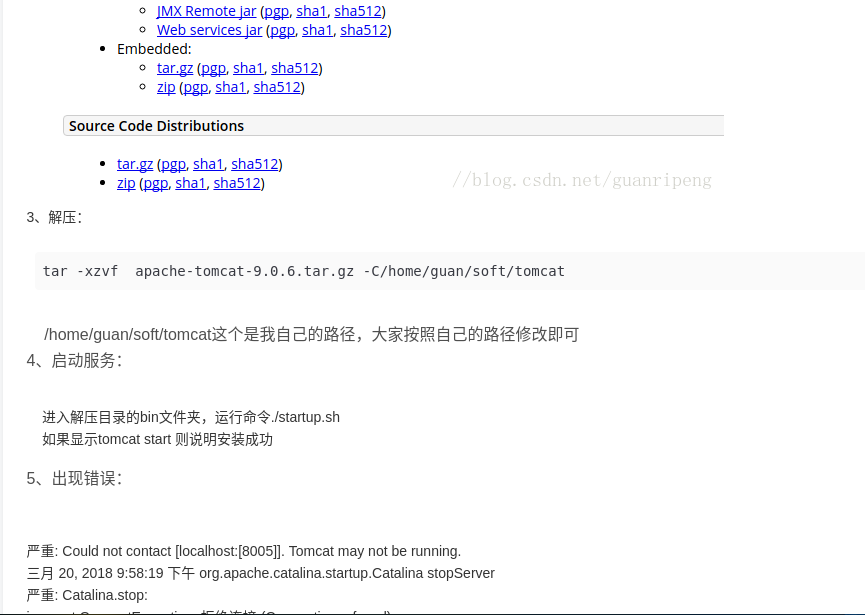 JMX Remote jar (pgp, sha1, sha512)
Web services jar (pgp, sha1, sha512)
Embedded:
tar.gz (pgp, sha1, sha512)
zip (pgp, sha1, sha512)
Source Code Distributions
tar.gz (pgp, sha1, sha512)
zip (pgp, sha1, sha512)
//blog.csdn.net/guanripeng
3、解压：
tar -xzvf  apache-tomcat-9.0.6.tar.gz -C/home/guan/soft/tomcat
/home/guan/soft/tomcat这个是我自己的路径，大家按照自己的路径修改即可
4、启动服务：
进入解压目录的bin文件夹，运行命令./startup.sh
如果显示tomcat start 则说明安装成功
5、出现错误：
严重: Could not contact [localhost:[8005]]. Tomcat may not be running.
三月 20, 2018 9:58:19 下午 org.apache.catalina.startup.Catalina stopServer
严重: Catalina.stop: